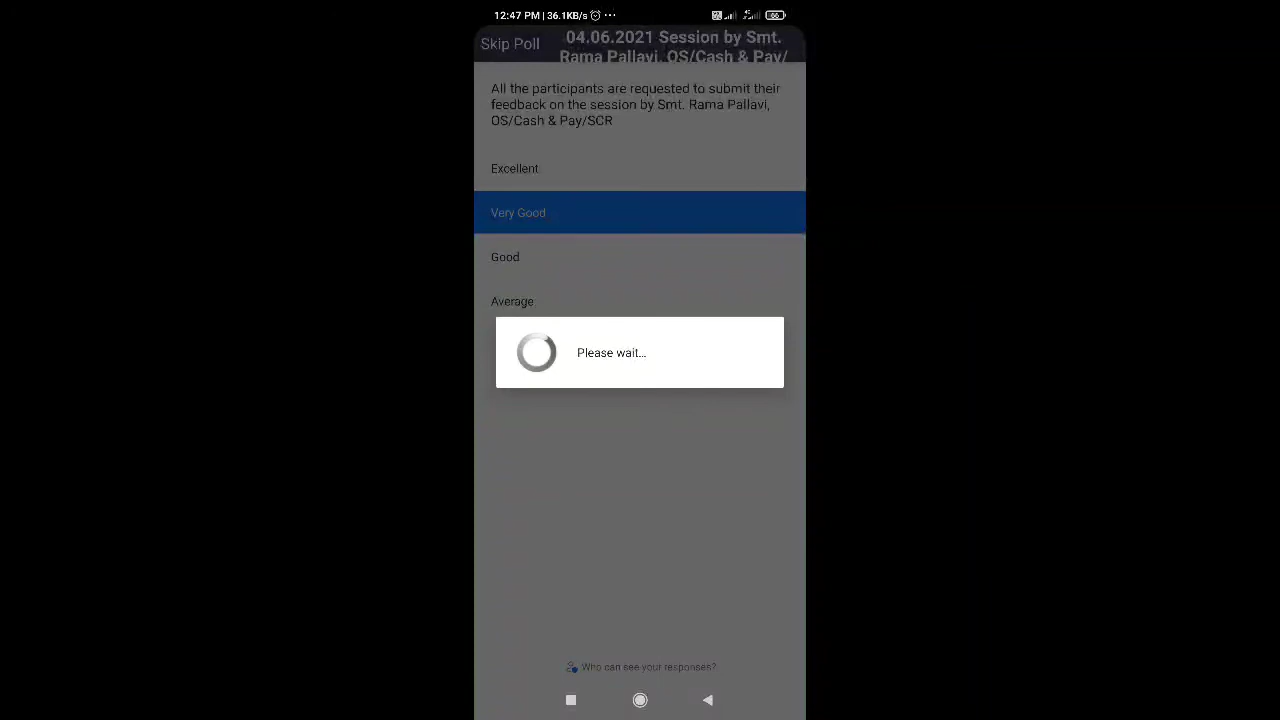 12:47 PM | 36.1KB/s
66
Skip Poll
04.06.2021 Session by Smt.
Rama Pallavi, OS/Cash & Pay/
All the participants are requested to submit their
feedback on the session by Smt. Rama Pallavi,
OS/Cash & Pay/SCR
Excellent
Very Good
Good
Average
Please wait...
Who can see your responses?